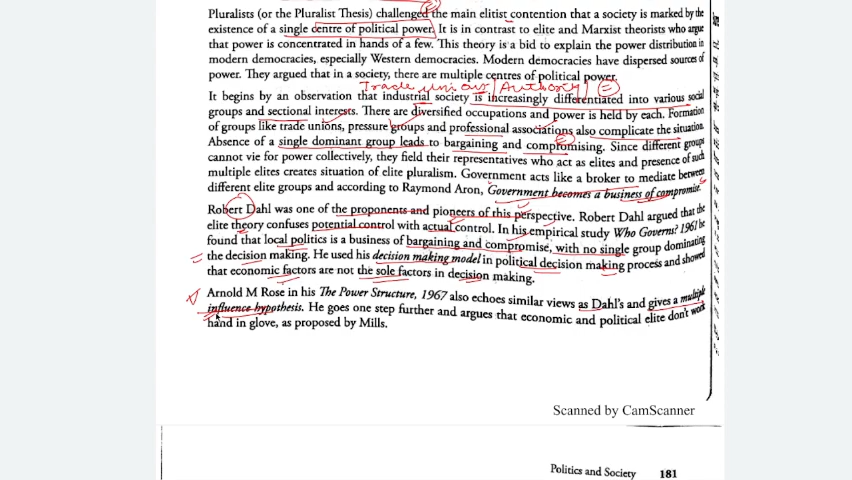 Pluralists (or the Pluralist Thesis) challenged the main elitist contention that a society is marked by the
existence of a single centre of political power. It is in contrast to elite and Marxist theorists who argue
that power is concentrated in hands of a few. This theory is a bid to explain the power distribution in
modern democracies, especially Western democracies. Modern democracies have dispersed sources of
power. They argued that in a society, there are multiple centres of political power.
Trade unions / Authority
It begins by an observation that industrial society is increasingly differentiated into various social
groups and sectional interests. There are diversified occupations and power is held by each. Formation
of groups like trade unions, pressure groups and professional associations also complicate the situation.
Absence of a single dominant group leads to bargaining and compromising. Since different groups
cannot vie for power collectively, they field their representatives who act as elites and presence of such
multiple elites creates situation of elite pluralism. Government acts like a broker to mediate between
different elite groups and according to Raymond Aron, Government becomes a business of compromise.
Robert Dahl was one of the proponents and pioneers of this perspective. Robert Dahl argued that the
elite theory confuses potential control with actual control. In his empirical study Who Governs? 1961 he
found that local politics is a business of bargaining and compromise, with no single group dominating
the decision making. He used his decision making model in political decision making process and showed
that economic factors are not the sole factors in decision making.
Arnold M Rose in his The Power Structure, 1967 also echoes similar views as Dahl's and gives a multiple
influence hypothesis. He goes one step further and argues that economic and political elite don't work
hand in glove, as proposed by Mills.
Scanned by CamScanner
Politics and Society 181